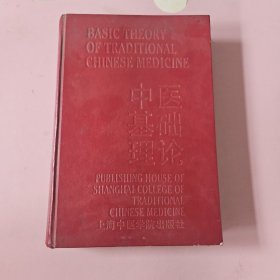 BASIC THEORY
OF TRADITIONAL
CHINESE MEDICINE
中医
基础
理论
PUBLISHING HOUSE OF
SHANGHAI COLLEGE OF
TRADITIONAL
CHINESE MEDICINE
上海中医学院出版社